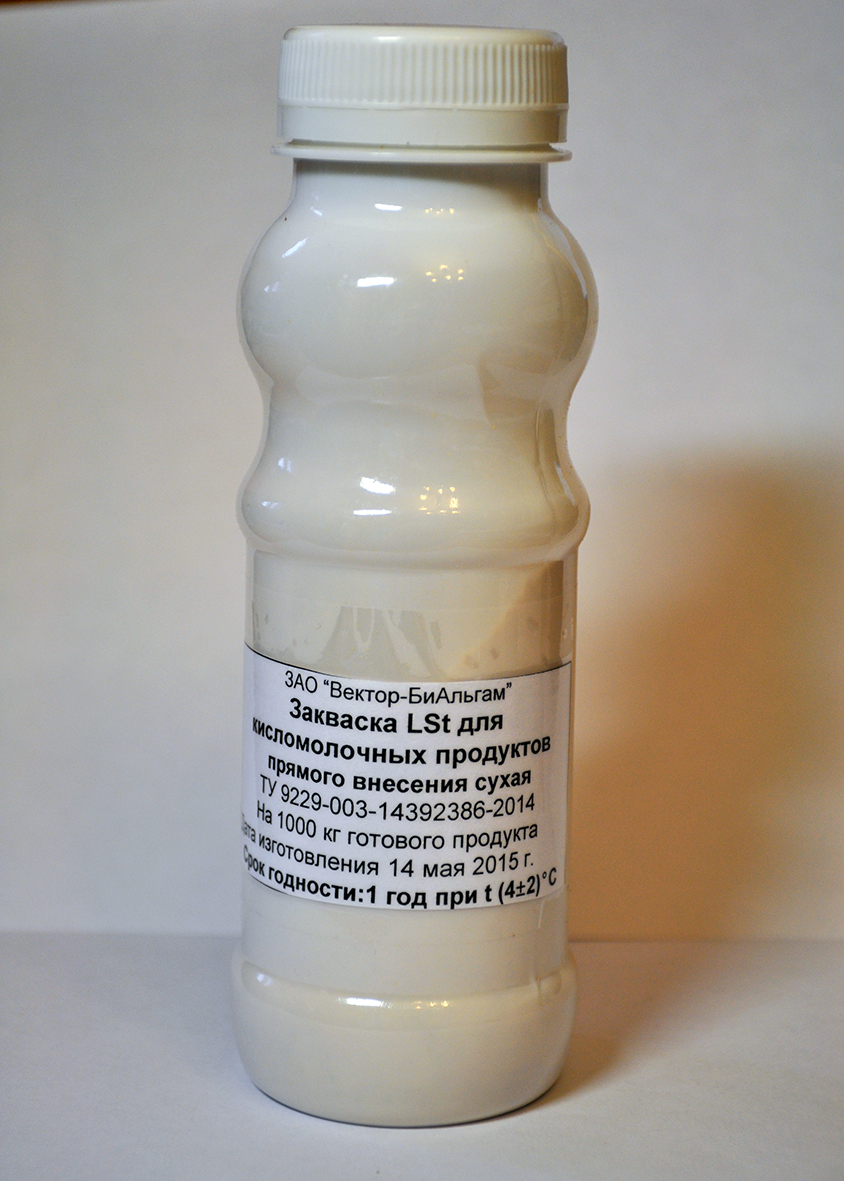 ЗАО “Вектор-БиАльгам”
Закваска LSt для
кисломолочных продуктов
прямого внесения сухая
ТУ 9229-003-14392386-2014
На 1000 кг готового продукта
Дата изготовления 14 мая 2015 г.
Срок годности:1 год при t (4±2)°С